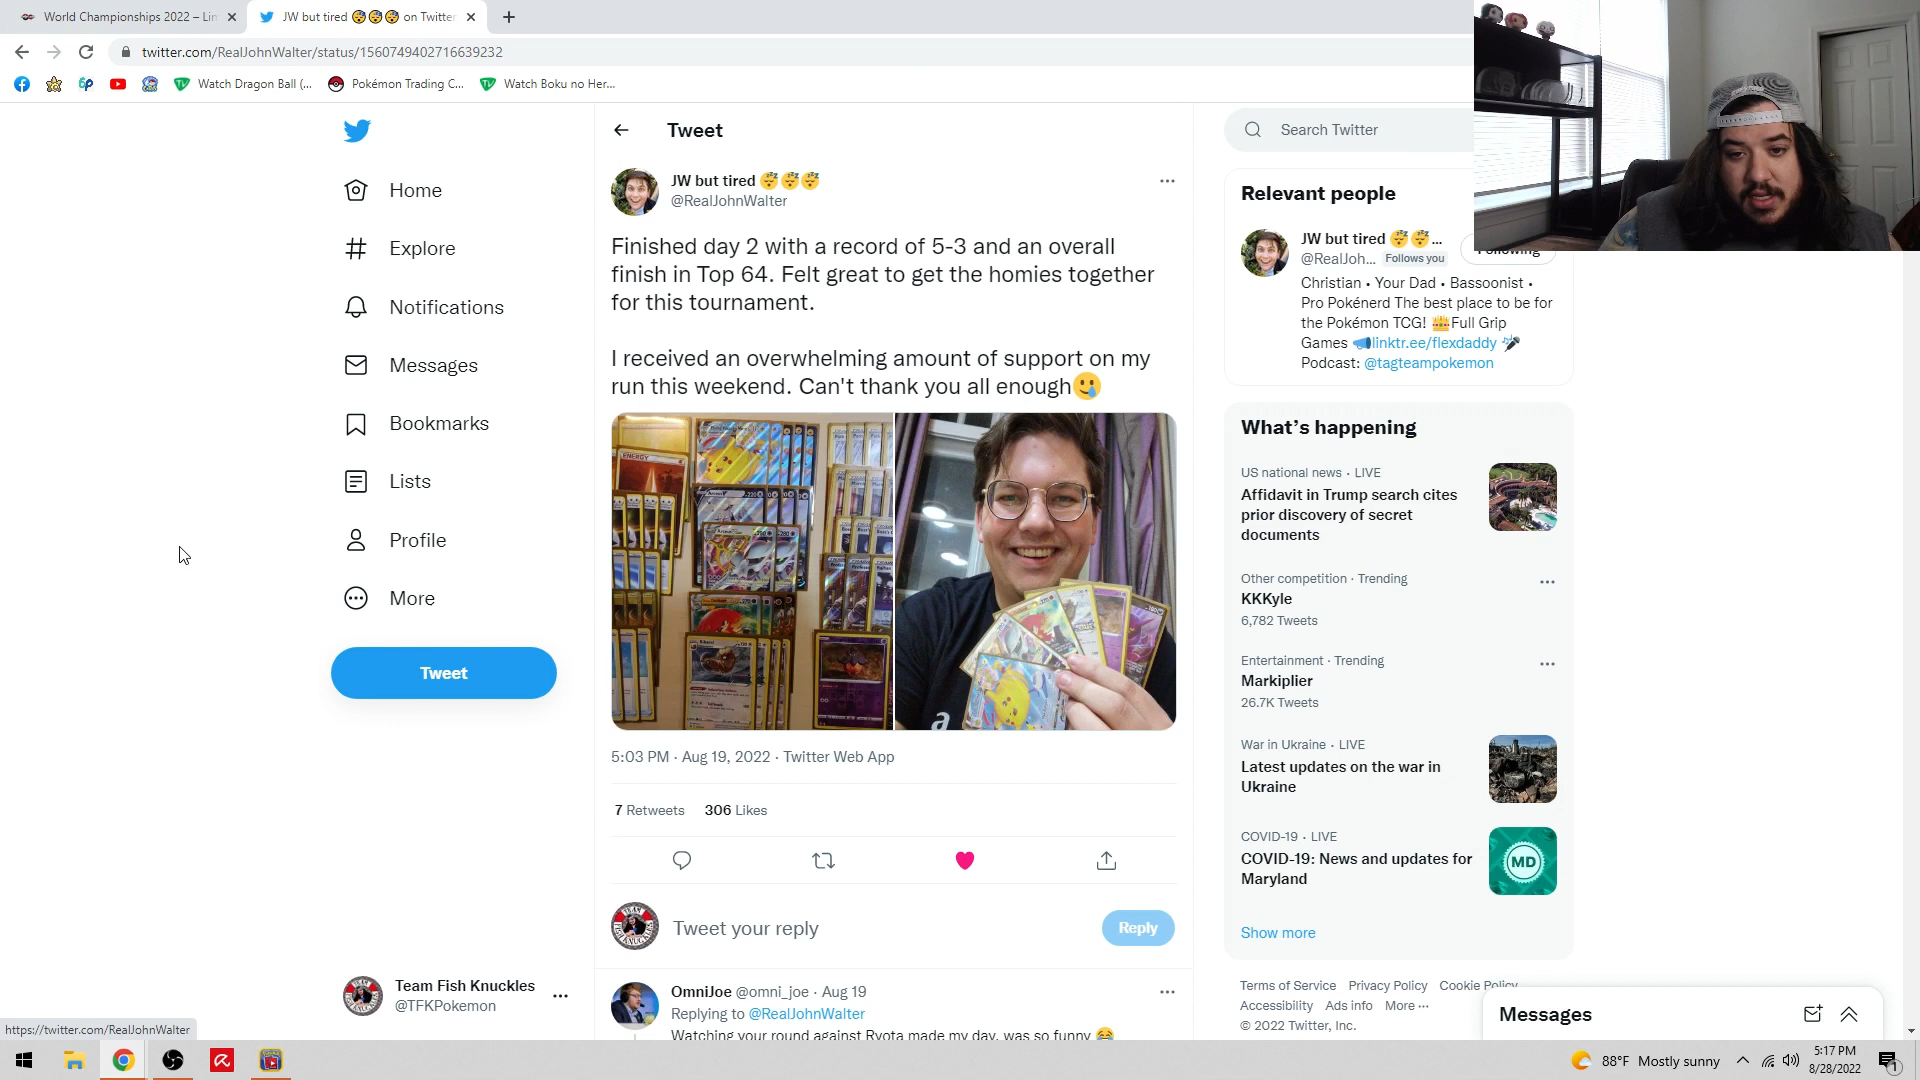 World Championships 2022 – Lim
JW but tired 😴😴😴 on Twitter
twitter.com/RealJohnWalter/status/1560749402716639232
Watch Dragon Ball (...
Pokémon Trading C...
Watch Boku no Her...
Home
Explore
Notifications
Messages
Bookmarks
Lists
Profile
More
Tweet
Team Fish Knuckles
@TFKPokemon
https://twitter.com/RealJohnWalter
Tweet
JW but tired 😴😴😴
@RealJohnWalter
Finished day 2 with a record of 5-3 and an overall
finish in Top 64. Felt great to get the homies together
for this tournament.
I received an overwhelming amount of support on my
run this weekend. Can't thank you all enough🥲
ENERGY
5:03 PM · Aug 19, 2022 · Twitter Web App
7 Retweets 306 Likes
Tweet your reply
Reply
OmniJoe @omni_joe · Aug 19
Replying to @RealJohnWalter
Watching your round against Ryota made my day, was so funny 😂
Search Twitter
Relevant people
JW but tired 😴😴...
@RealJoh... Follows you
Following
Christian • Your Dad • Bassoonist •
Pro Pokénerd The best place to be for
the Pokémon TCG! 👑Full Grip
Games 📣linktr.ee/flexdaddy 🎤
Podcast: @tagteampokemon
What's happening
US national news · LIVE
Affidavit in Trump search cites
prior discovery of secret
documents
Other competition · Trending
KKKyle
6,782 Tweets
Entertainment · Trending
Markiplier
26.7K Tweets
War in Ukraine · LIVE
Latest updates on the war in
Ukraine
COVID-19 · LIVE
COVID-19: News and updates for
Maryland
MD
Show more
Terms of Service Privacy Policy Cookie Policy
Accessibility Ads info More ···
© 2022 Twitter, Inc.
Messages
88°F Mostly sunny
5:17 PM
8/28/2022
1